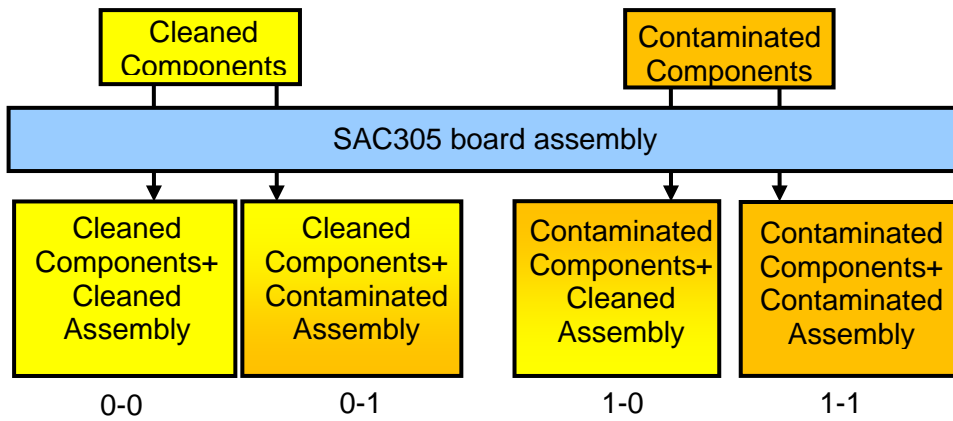 Cleaned
Components
Contaminated
Components
SAC305 board assembly
Cleaned
Components+
Cleaned
Assembly
Cleaned
Components+
Contaminated
Assembly
Contaminated
Components+
Cleaned
Assembly
Contaminated
Components+
Contaminated
Assembly
0-0
0-1
1-0
1-1